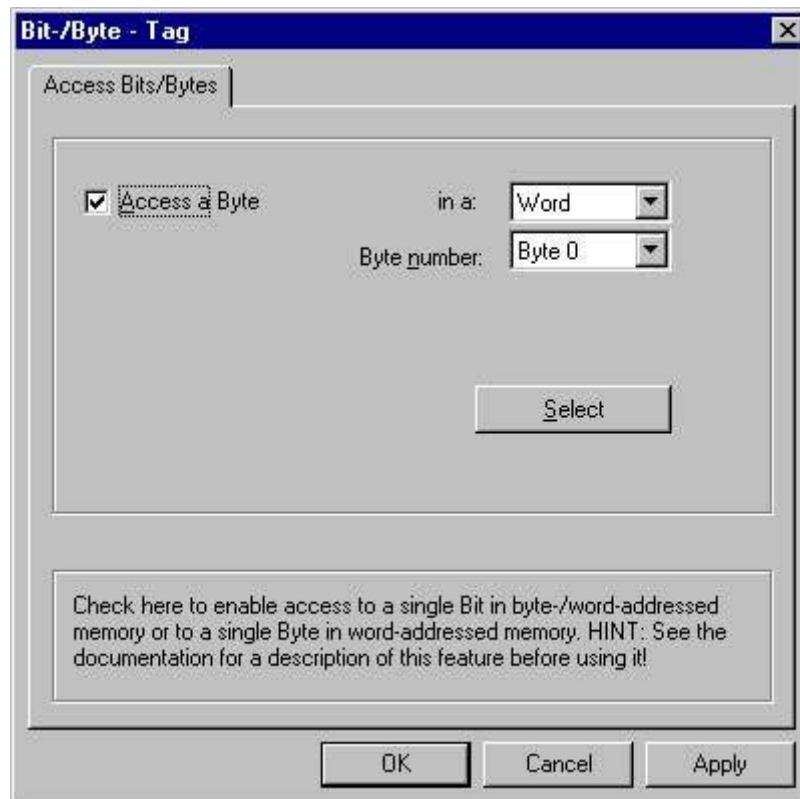 Bit-/Byte - Tag
Access Bits/Bytes
Access a Byte in a: Word
Byte number: Byte 0
Select
Check here to enable access to a single Bit in byte-/word-addressed
memory or to a single Byte in word-addressed memory. HINT: See the
documentation for a description of this feature before using it!
OK Cancel Apply